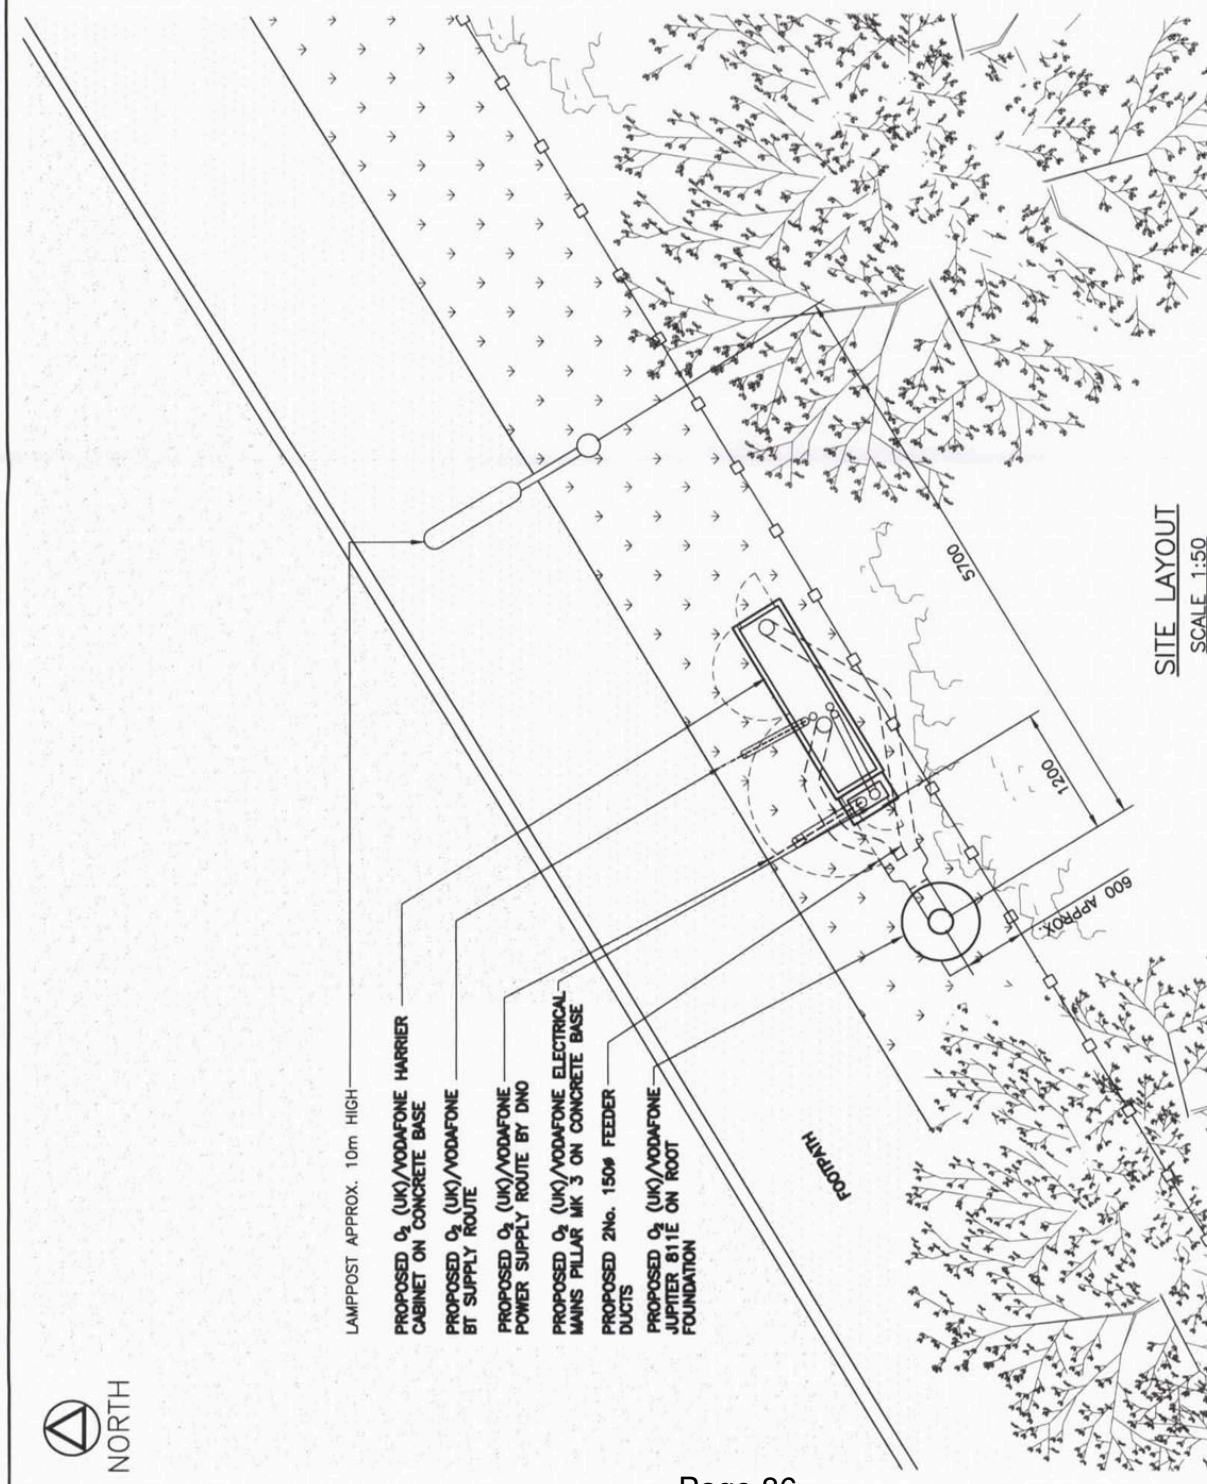 NORTH
LAMPPOST APPROX. 10m HIGH
PROPOSED O₂ (UK)/VODAFONE HARRIER
CABINET ON CONCRETE BASE
PROPOSED O₂ (UK)/VODAFONE
BT SUPPLY ROUTE
PROPOSED O₂ (UK)/VODAFONE
POWER SUPPLY ROUTE BY DNO
PROPOSED O₂ (UK)/VODAFONE ELECTRICAL
MAINS PILLAR MK 3 ON CONCRETE BASE
PROPOSED 2No. 150ø FEEDER
DUCTS
PROPOSED O₂ (UK)/VODAFONE
JUPITER 811E ON ROOT
FOUNDATION
FOOTPATH
600 APPROX.
1200
5700
SITE LAYOUT
SCALE 1:50
Page 86